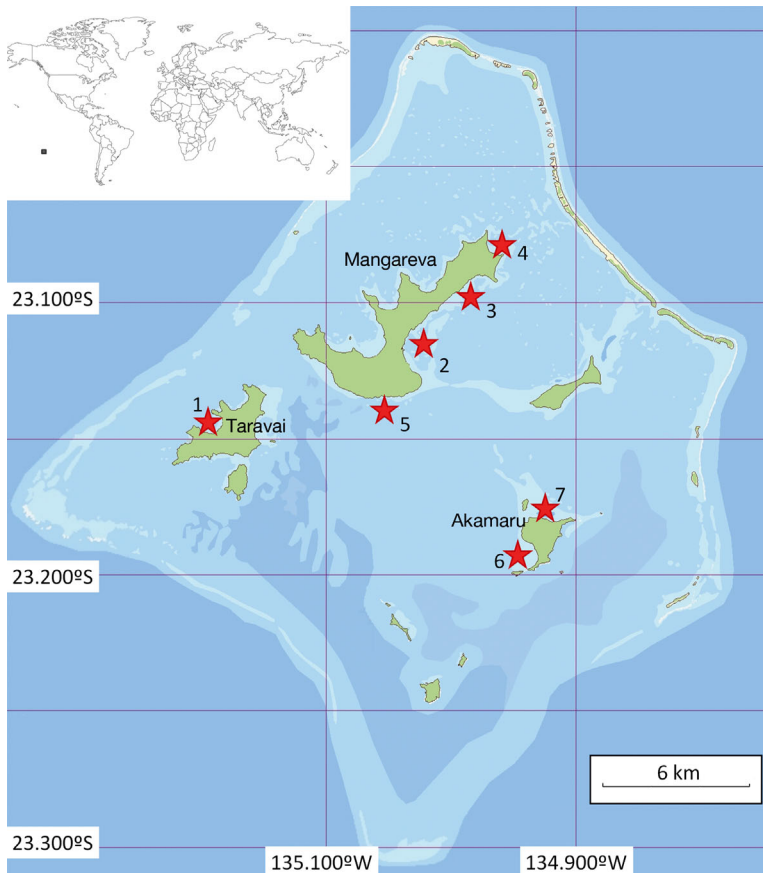 4
Mangareva
23.100ºS
3
2
1
5
Taravai
7
Akamaru
6
23.200ºS
6 km
23.300ºS
135.100ºW
134.900ºW